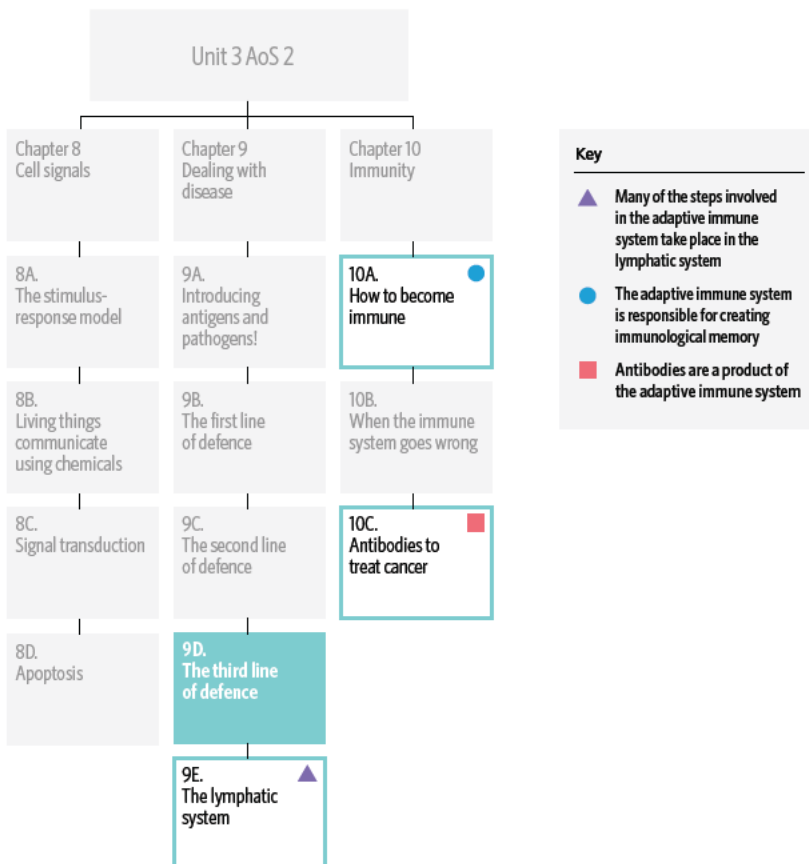 Unit 3 AoS 2
Chapter 8
Cell signals
Chapter 9
Dealing with
disease
Chapter 10
Immunity
8A.
The stimulus-
response model
9A.
Introducing
antigens and
pathogens!
10A.
How to become
immune
8B.
Living things
communicate
using chemicals
9B.
The first line
of defence
10B.
When the immune
system goes wrong
8C.
Signal transduction
9C.
The second line
of defence
10C.
Antibodies to
treat cancer
8D.
Apoptosis
9D.
The third line
of defence
9E.
The lymphatic
system
Key
Many of the steps involved
in the adaptive immune
system take place in the
lymphatic system
The adaptive immune system
is responsible for creating
immunological memory
Antibodies are a product of
the adaptive immune system